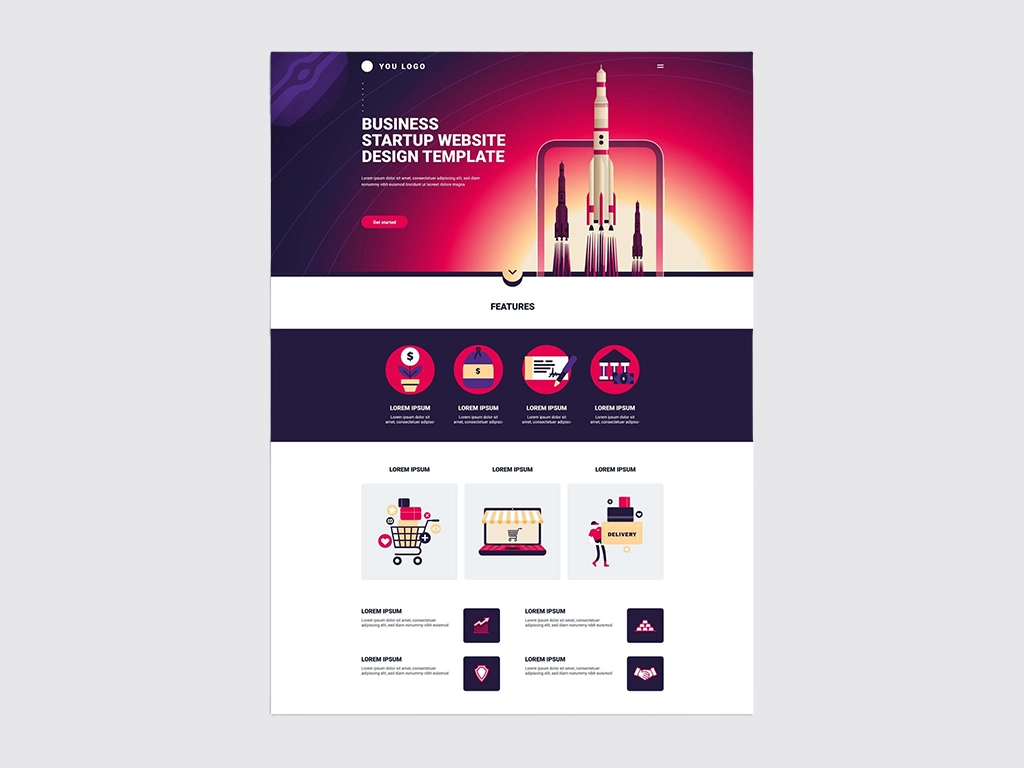 YOU LOGO
BUSINESS
STARTUP WEBSITE
DESIGN TEMPLATE
Lorem ipsum dolor sit amet, consectetuer adipiscing elit, sed diam
nonummy nibh euismod tincidunt ut laoreet dolore magna
Get started
FEATURES
$
$
LOREM IPSUM
Lorem ipsum dolor sit
amet, consectetuer adipisc-
LOREM IPSUM
Lorem ipsum dolor sit
amet, consectetuer adipisc-
LOREM IPSUM
Lorem ipsum dolor sit
amet, consectetuer adipisc-
LOREM IPSUM
Lorem ipsum dolor sit
amet, consectetuer adipisc-
LOREM IPSUM
LOREM IPSUM
LOREM IPSUM
DELIVERY
LOREM IPSUM
Lorem ipsum dolor sit amet, consectetuer
adipiscing elit, sed diam nonummy nibh euismod
LOREM IPSUM
Lorem ipsum dolor sit amet, consectetuer
adipiscing elit, sed diam nonummy nibh euismod
LOREM IPSUM
Lorem ipsum dolor sit amet, consectetuer
adipiscing elit, sed diam nonummy nibh euismod
LOREM IPSUM
Lorem ipsum dolor sit amet, consectetuer
adipiscing elit, sed diam nonummy nibh euismod